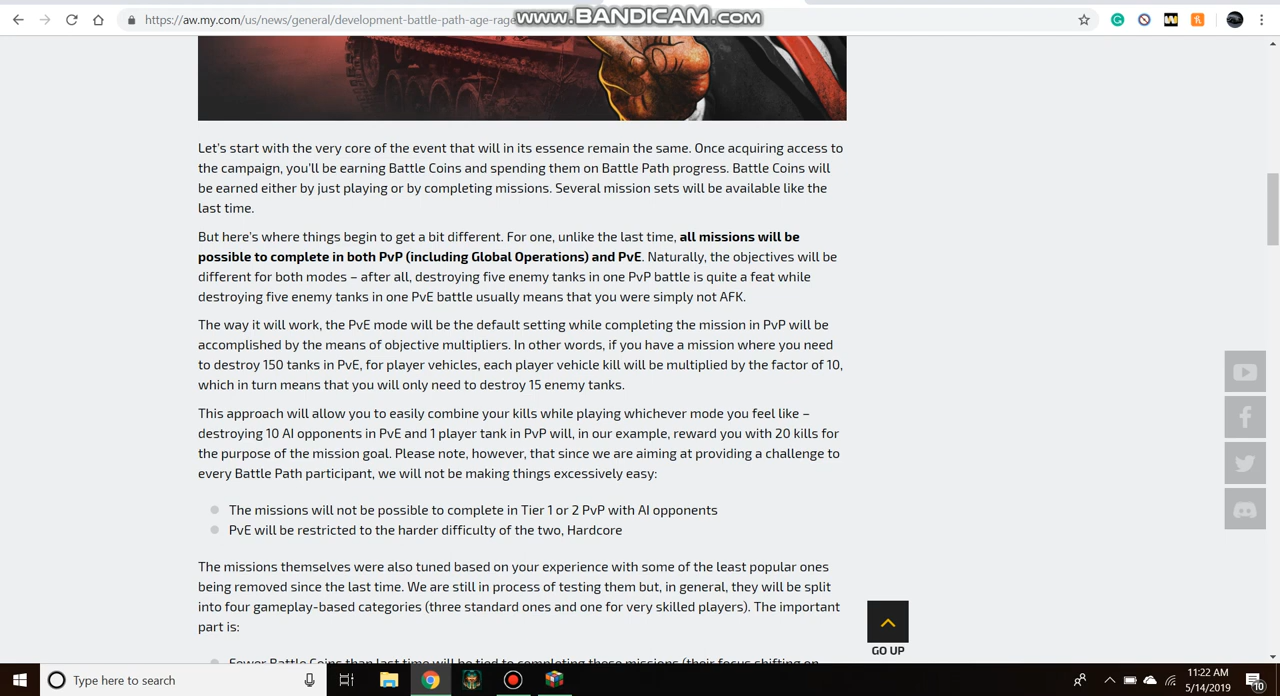 https://aw.my.com/us/news/general/development-battle-path-age-rage
www.BANDICAM.com
Let's start with the very core of the event that will in its essence remain the same. Once acquiring access to
the campaign, you'll be earning Battle Coins and spending them on Battle Path progress. Battle Coins will
be earned either by just playing or by completing missions. Several mission sets will be available like the
last time.
But here's where things begin to get a bit different. For one, unlike the last time, all missions will be
possible to complete in both PvP (including Global Operations) and PvE. Naturally, the objectives will be
different for both modes – after all, destroying five enemy tanks in one PvP battle is quite a feat while
destroying five enemy tanks in one PvE battle usually means that you were simply not AFK.
The way it will work, the PvE mode will be the default setting while completing the mission in PvP will be
accomplished by the means of objective multipliers. In other words, if you have a mission where you need
to destroy 150 tanks in PvE, for player vehicles, each player vehicle kill will be multiplied by the factor of 10,
which in turn means that you will only need to destroy 15 enemy tanks.
This approach will allow you to easily combine your kills while playing whichever mode you feel like –
destroying 10 AI opponents in PvE and 1 player tank in PvP will, in our example, reward you with 20 kills for
the purpose of the mission goal. Please note, however, that since we are aiming at providing a challenge to
every Battle Path participant, we will not be making things excessively easy:
The missions will not be possible to complete in Tier 1 or 2 PvP with AI opponents
PvE will be restricted to the harder difficulty of the two, Hardcore
The missions themselves were also tuned based on your experience with some of the least popular ones
being removed since the last time. We are still in process of testing them but, in general, they will be split
into four gameplay-based categories (three standard ones and one for very skilled players). The important
part is:
Fewer Battle Coins than last time will be tied to completing these missions (their focus shifting on
GO UP
Type here to search
11:22 AM
5/14/2019
10